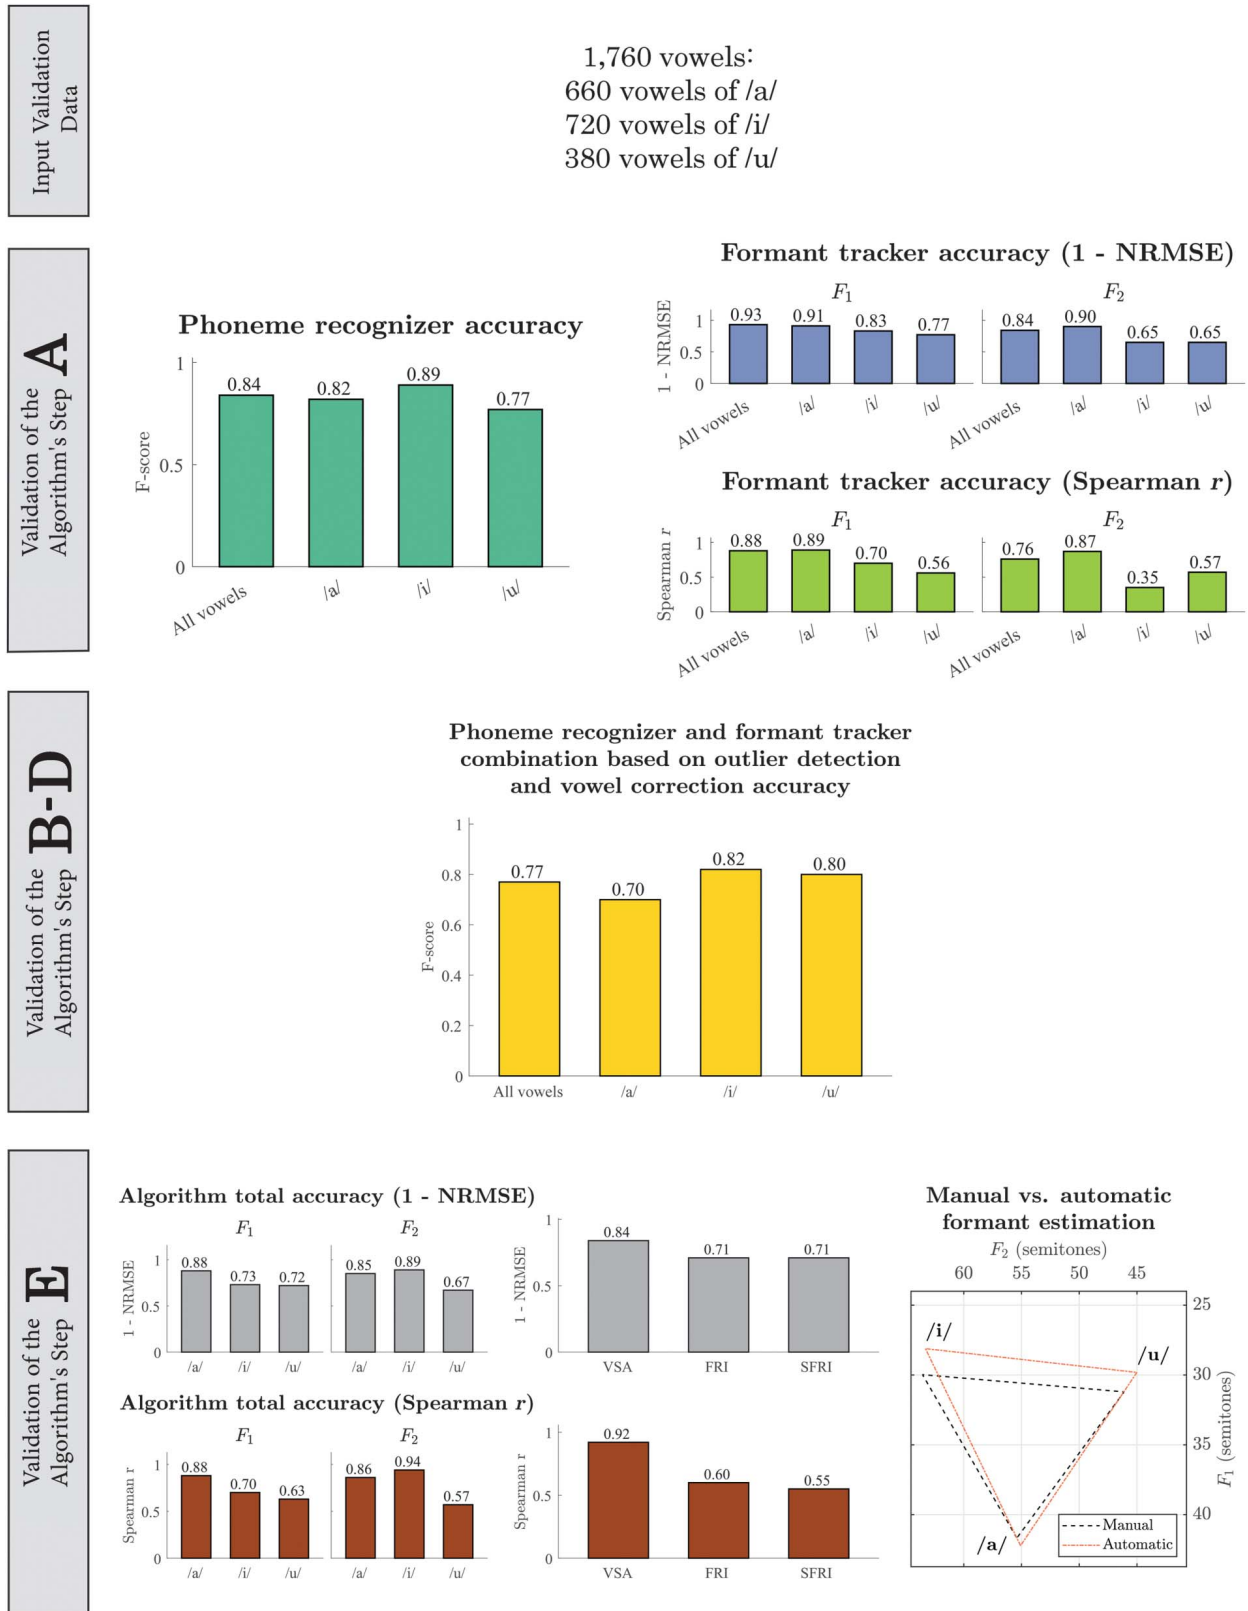 Input Validation
Data
1,760 vowels:
660 vowels of /a/
720 vowels of /i/
380 vowels of /u/
Validation of the
Algorithm's Step A
Phoneme recognizer accuracy
F-score
1
0.5
0
0.84
0.82
0.89
0.77
All vowels
/a/
/i/
/u/
Formant tracker accuracy (1 - NRMSE)
F1
F2
1 - NRMSE
1
0.5
0
0.93
0.91
0.83
0.77
0.84
0.90
0.65
0.65
All vowels
/a/
/i/
/u/
All vowels
/a/
/i/
/u/
Formant tracker accuracy (Spearman r)
F1
F2
Spearman r
1
0.5
0
0.88
0.89
0.70
0.56
0.76
0.87
0.35
0.57
All vowels
/a/
/i/
/u/
All vowels
/a/
/i/
/u/
Validation of the
Algorithm's Step B-D
Phoneme recognizer and formant tracker
combination based on outlier detection
and vowel correction accuracy
F-score
1
0.8
0.6
0.4
0.2
0
0.77
0.70
0.82
0.80
All vowels
/a/
/i/
/u/
Validation of the
Algorithm's Step E
Algorithm total accuracy (1 - NRMSE)
F1
F2
1 - NRMSE
1
0.5
0
0.88
0.73
0.72
0.85
0.89
0.67
/a/
/i/
/u/
/a/
/i/
/u/
1 - NRMSE
1
0.5
0
0.84
0.71
0.71
VSA
FRI
SFRI
Algorithm total accuracy (Spearman r)
F1
F2
Spearman r
1
0.5
0
0.88
0.70
0.63
0.86
0.94
0.57
/a/
/i/
/u/
/a/
/i/
/u/
Spearman r
1
0.5
0
0.92
0.60
0.55
VSA
FRI
SFRI
Manual vs. automatic
formant estimation
F2 (semitones)
60
55
50
45
25
30
35
40
F1 (semitones)
/i/
/u/
/a/
Manual
Automatic